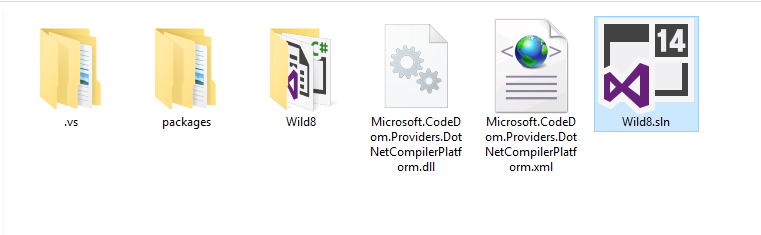 C#
14
.vs
packages
Wild8
Microsoft.CodeD
om.Providers.Dot
NetCompilerPlatf
orm.dll
Microsoft.CodeD
om.Providers.Dot
NetCompilerPlatf
orm.xml
Wild8.sln